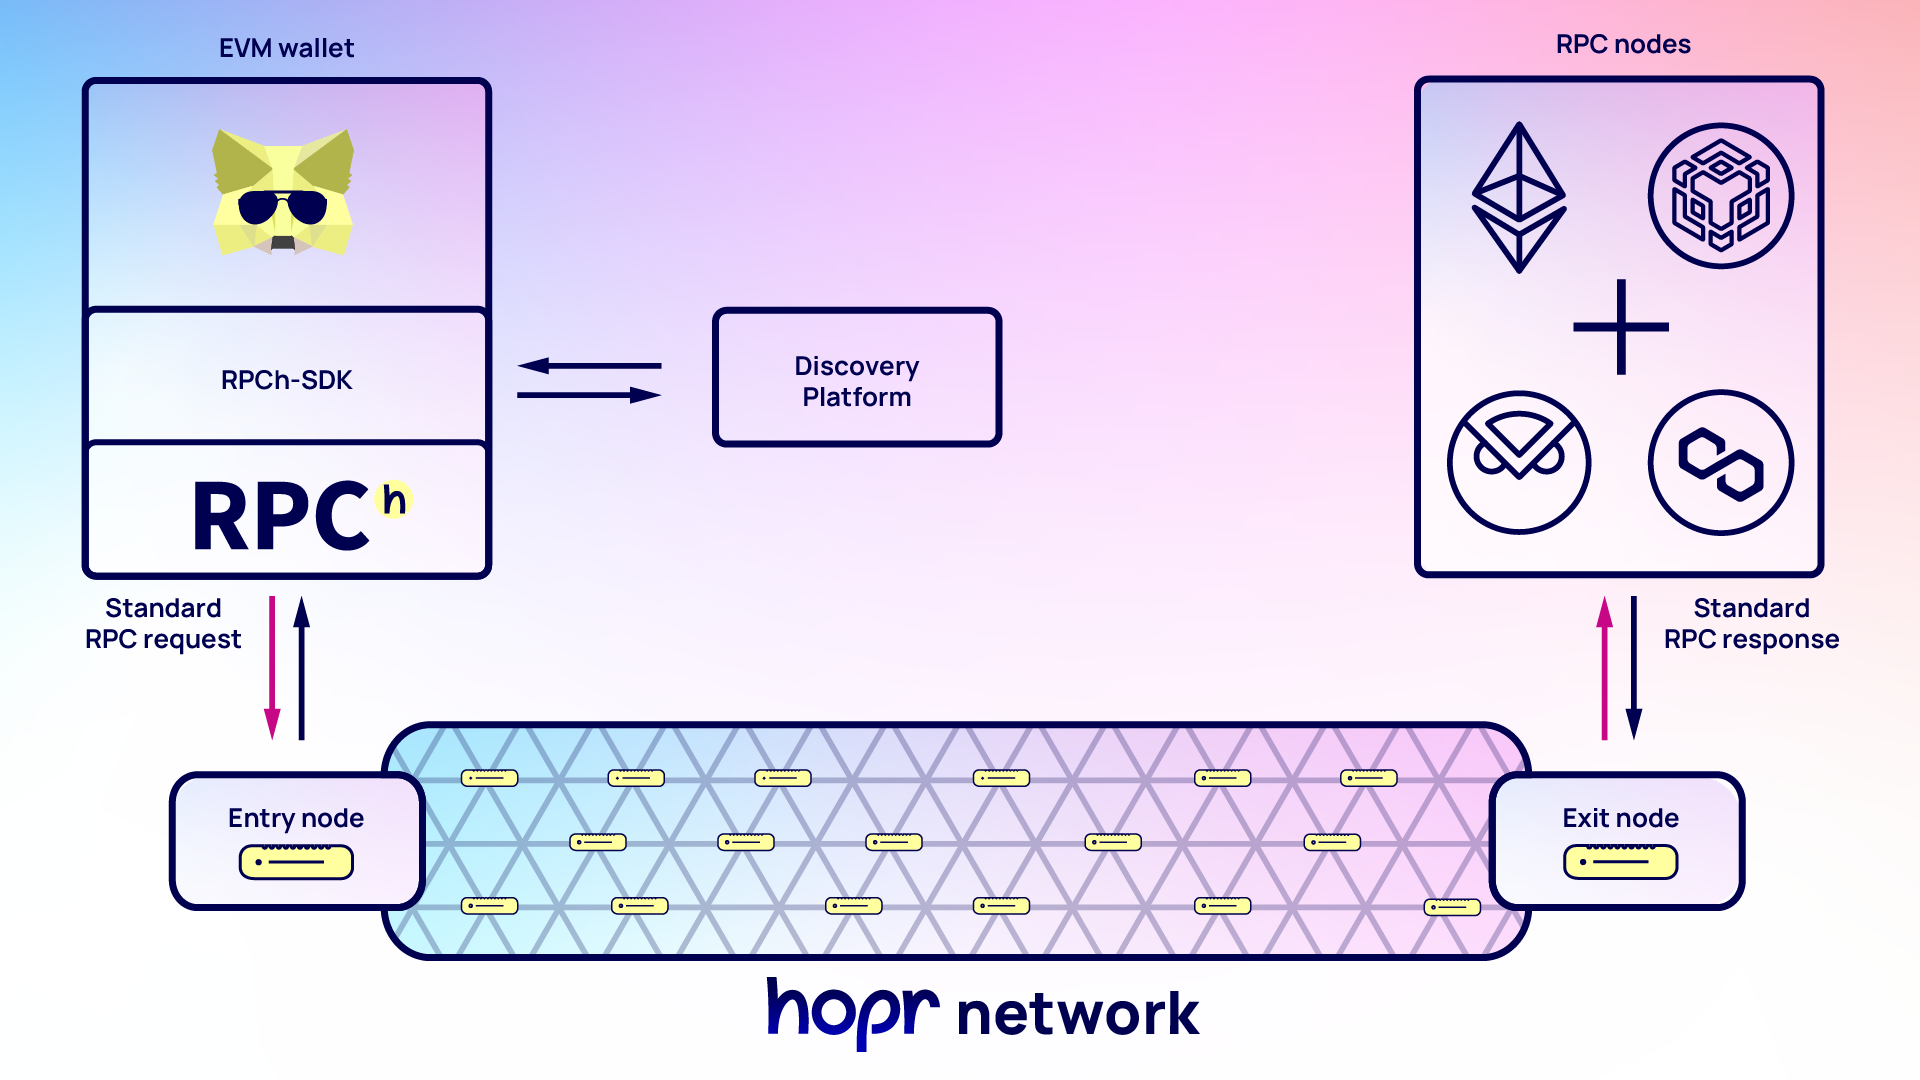 EVM wallet
RPC nodes
RPCh-SDK
Discovery
Platform
RPCh
Standard
RPC request
Standard
RPC response
Entry node
Exit node
hopr network